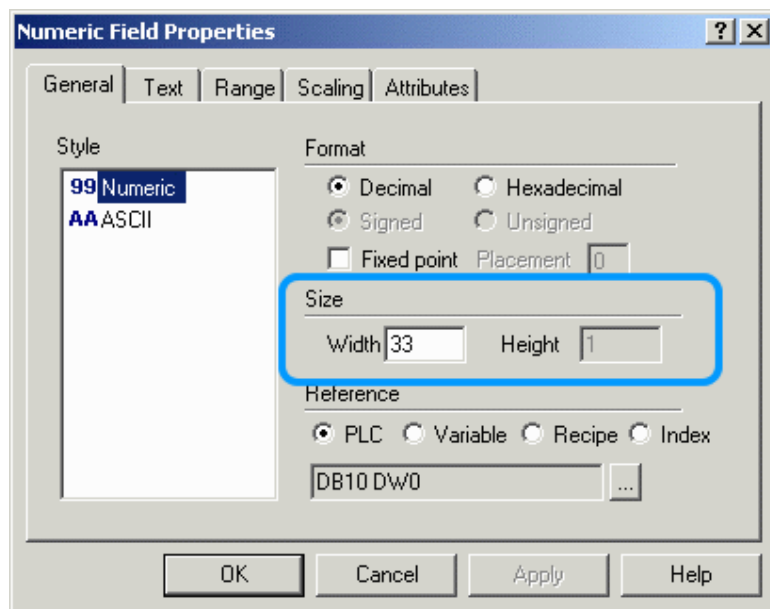 Numeric Field Properties
General Text Range Scaling Attributes
Style
99 Numeric
AA ASCII
Format
Decimal Hexadecimal
Signed Unsigned
Fixed point Placement 0
Size
Width 33 Height 1
Reference
PLC Variable Recipe Index
DB10 DW0 ...
OK Cancel Apply Help